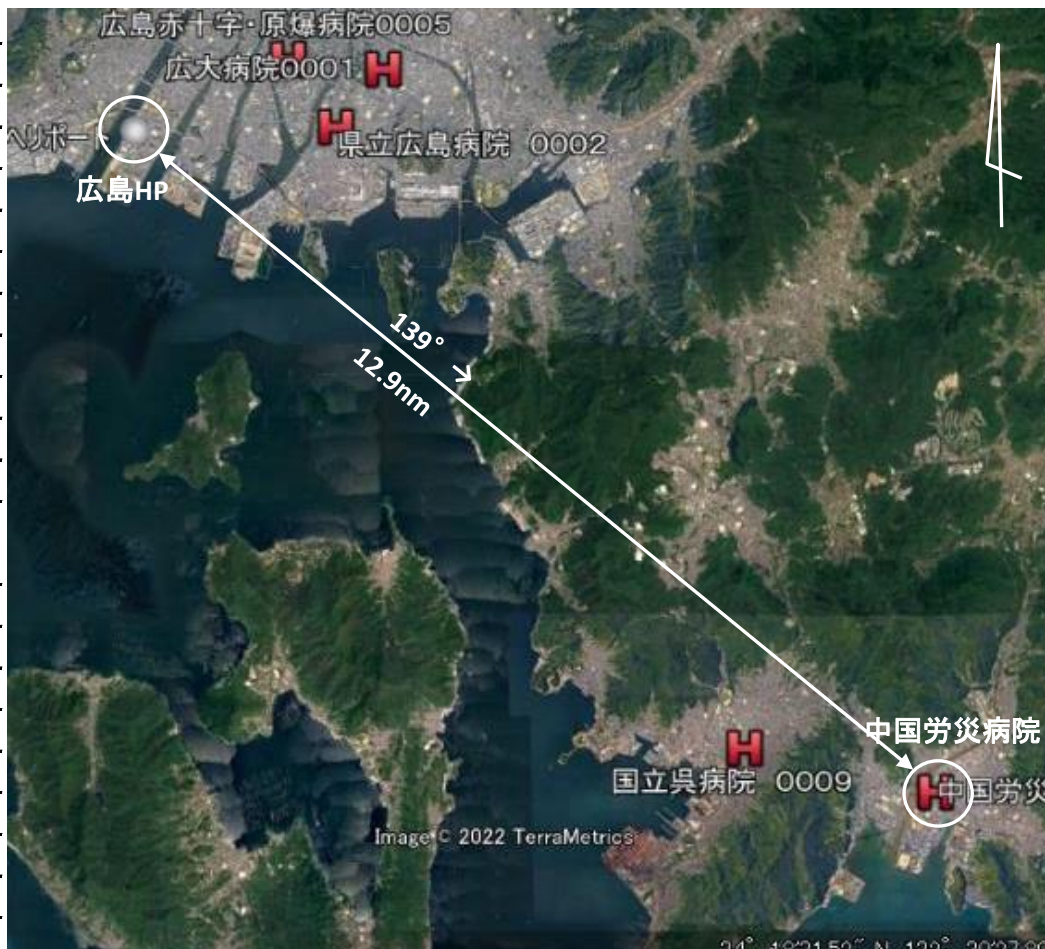 広島赤十字・原爆病院0005
広大病院0001
ヘリポート
県立広島病院 0002
広島HP
139° →
12.9nm
中国労災病院
国立呉病院 0009
中国労災
Image © 2022 TerraMetrics